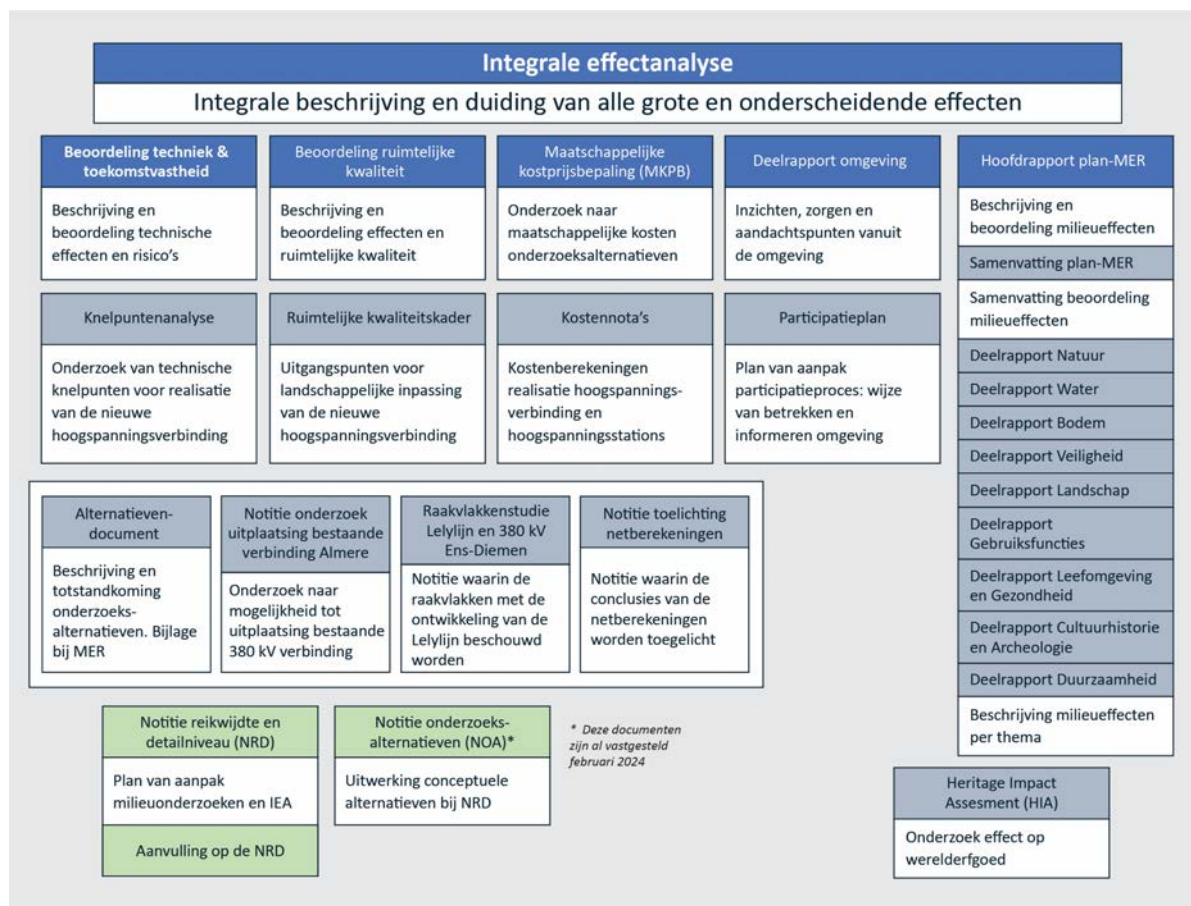 Integrale effectanalyse
Integrale beschrijving en duiding van alle grote en onderscheidende effecten
Beoordeling techniek &
toekomstvastheid
Beschrijving en
beoordeling technische
effecten en risico's
Beoordeling ruimtelijke
kwaliteit
Beschrijving en
beoordeling effecten en
ruimtelijke kwaliteit
Maatschappelijke
kostprijsbepaling (MKPB)
Onderzoek naar
maatschappelijke kosten
onderzoeksalternatieven
Deelrapport omgeving
Inzichten, zorgen en
aandachtspunten vanuit
de omgeving
Knelpuntenanalyse
Onderzoek van technische
knelpunten voor realisatie
van de nieuwe
hoogspanningsverbinding
Ruimtelijke kwaliteitskader
Uitgangspunten voor
landschappelijke inpassing
van de nieuwe
hoogspanningsverbinding
Kostennota's
Kostenberekeningen
realisatie hoogspannings-
verbinding en
hoogspanningsstations
Participatieplan
Plan van aanpak
participatieproces: wijze
van betrekken en
informeren omgeving
Hoofdrapport plan-MER
Beschrijving en
beoordeling milieueffecten
Samenvatting plan-MER
Samenvatting beoordeling
milieueffecten
Deelrapport Natuur
Deelrapport Water
Deelrapport Bodem
Deelrapport Veiligheid
Deelrapport Landschap
Deelrapport
Gebruiksfuncties
Deelrapport Leefomgeving
en Gezondheid
Deelrapport Cultuurhistorie
en Archeologie
Deelrapport Duurzaamheid
Beschrijving milieueffecten
per thema
Alternatieven-
document
Beschrijving en
totstandkoming
onderzoeks-
alternatieven. Bijlage
bij MER
Notitie onderzoek
uitplaatsing bestaande
verbinding Almere
Onderzoek naar
mogelijkheid tot
uitplaatsing bestaande
380 kV verbinding
Raakvlakkenstudie
Lelylijn en 380 kV
Ens-Diemen
Notitie waarin de
raakvlakken met de
ontwikkeling van de
Lelylijn beschouwd
worden
Notitie toelichting
netberekeningen
Notitie waarin de
conclusies van de
netberekeningen
worden toegelicht
Notitie reikwijdte en
detailniveau (NRD)
Plan van aanpak
milieuonderzoeken en IEA
Aanvulling op de NRD
Notitie onderzoeks-
alternatieven (NOA)*
Uitwerking conceptuele
alternatieven bij NRD
* Deze documenten
zijn al vastgesteld
februari 2024
Heritage Impact
Assesment (HIA)
Onderzoek effect op
werelderfgoed